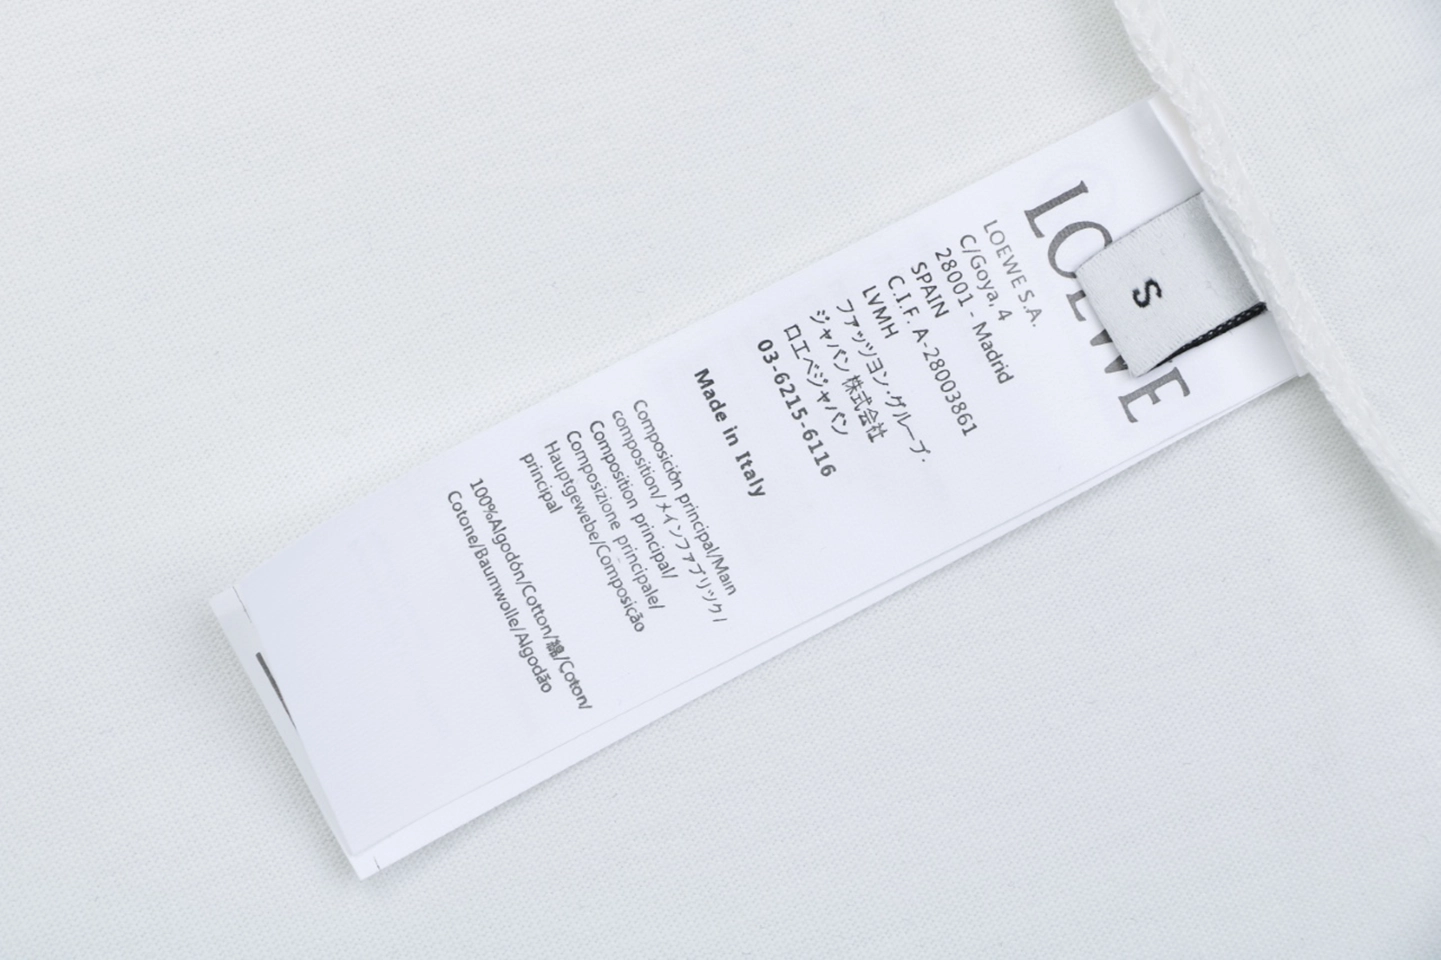 LOEWE
S
LOEWE S.A.
C/Goya, 4
28001 - Madrid
SPAIN
C.I.F. A-28003861
LVMH
ファッツヨン·グループ·
ジャパン 株式会社
ロエベジャパン
03-6215-6116
Made in Italy
Composición principal/Main
composition/メインファブリック/
Composition principal/
Composizione principale/
Hauptgewebe/Composição
principal
100%Algodón/Cotton/綿/Coton/
Cotone/Baumwolle/Algodão